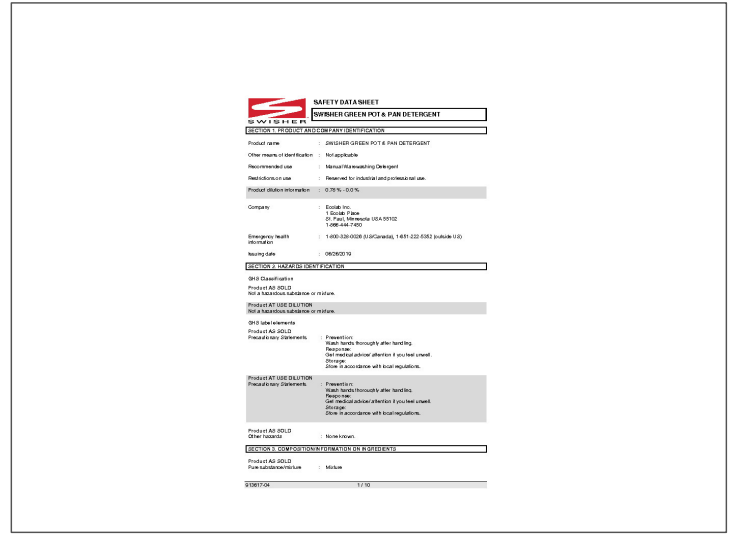 SAFETY DATA SHEET
SWISHER GREEN POT & PAN DETERGENT
SWISHER
SECTION 1. PRODUCT AND COMPANY IDENTIFICATION
Product name : SWISHER GREEN POT & PAN DETERGENT
Other means of identification : Not applicable
Recommended use : Manual Warewashing Detergent
Restrictions on use : Reserved for industrial and professional use.
Product dilution information : 0.78 % - 0.0 %
Company : Ecolab Inc.
1 Ecolab Place
St. Paul, Minnesota USA 55102
1-866-444-7450
Emergency health information : 1-800-328-0026 (US/Canada), 1-651-222-5352 (outside US)
Issuing date : 06/26/2019
SECTION 2. HAZARDS IDENTIFICATION
GHS Classification
Product AS SOLD
Not a hazardous substance or mixture.
Product AT USE DILUTION
Not a hazardous substance or mixture.
GHS label elements
Product AS SOLD
Precautionary Statements : Prevention:
Wash hands thoroughly after handling.
Response:
Get medical advice/ attention if you feel unwell.
Storage:
Store in accordance with local regulations.
Product AT USE DILUTION
Precautionary Statements : Prevention:
Wash hands thoroughly after handling.
Response:
Get medical advice/ attention if you feel unwell.
Storage:
Store in accordance with local regulations.
Product AS SOLD
Other hazards : None known.
SECTION 3. COMPOSITION/INFORMATION ON INGREDIENTS
Product AS SOLD
Pure substance/mixture : Mixture
913617-04 1 / 10